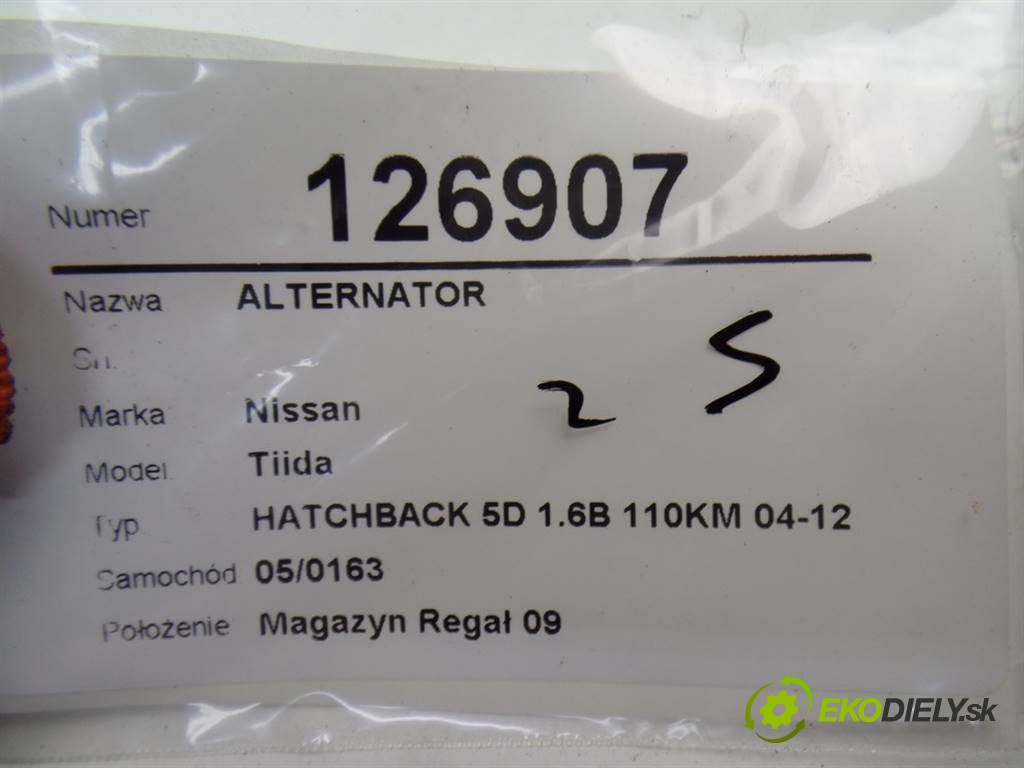 Numer 126907
Nazwa ALTERNATOR
Sn.
Marka Nissan
2 5
Model. Tiida
Typ HATCHBACK 5D 1.6B 110KM 04-12
Samochód 05/0163
Położenie Magazyn Regał 09
EKODIELY.sk